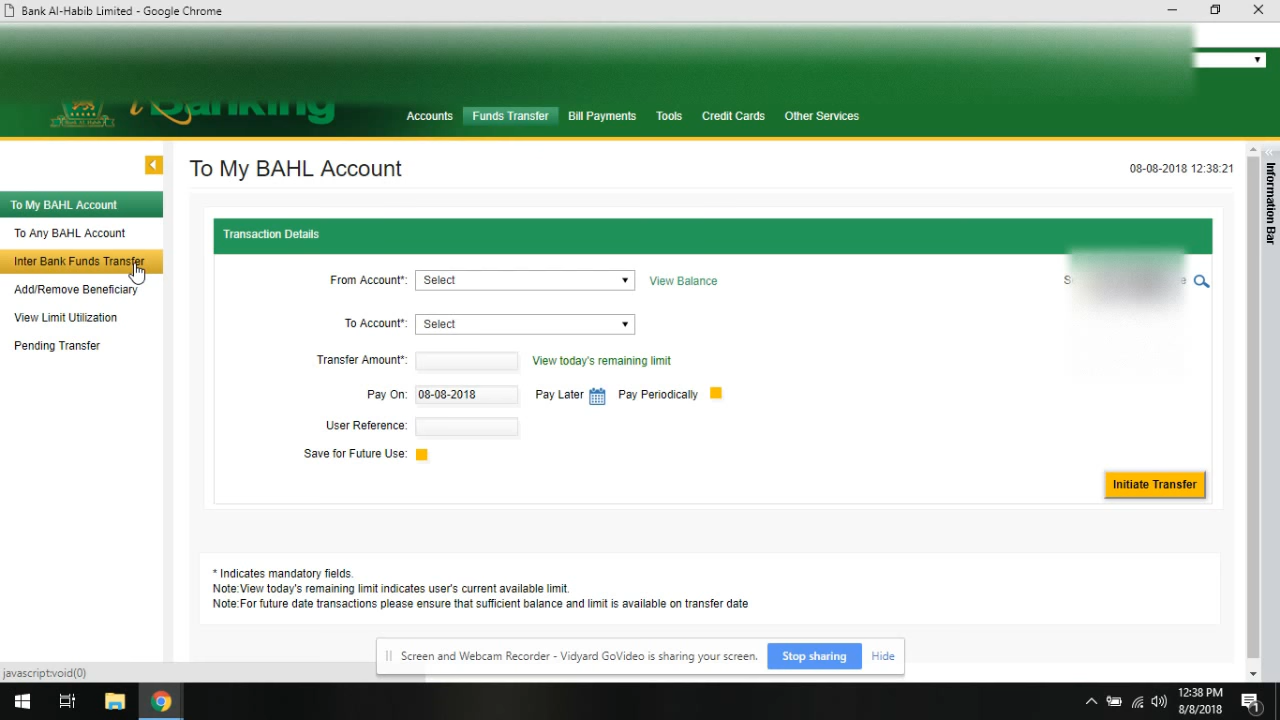 Bank Al-Habib Limited - Google Chrome
iBanking
Accounts Funds Transfer Bill Payments Tools Credit Cards Other Services
To My BAHL Account 08-08-2018 12:38:21
Information Bar
To My BAHL Account
To Any BAHL Account
Inter Bank Funds Transfer
Add/Remove Beneficiary
View Limit Utilization
Pending Transfer
Transaction Details
From Account*: Select View Balance
To Account*: Select
Transfer Amount*: View today's remaining limit
Pay On: 08-08-2018 Pay Later Pay Periodically
User Reference:
Save for Future Use:
Initiate Transfer
* Indicates mandatory fields.
Note:View today's remaining limit indicates user's current available limit.
Note:For future date transactions please ensure that sufficient balance and limit is available on transfer date
Screen and Webcam Recorder - Vidyard GoVideo is sharing your screen. Stop sharing Hide
javascript:void(0)
12:38 PM
8/8/2018
1